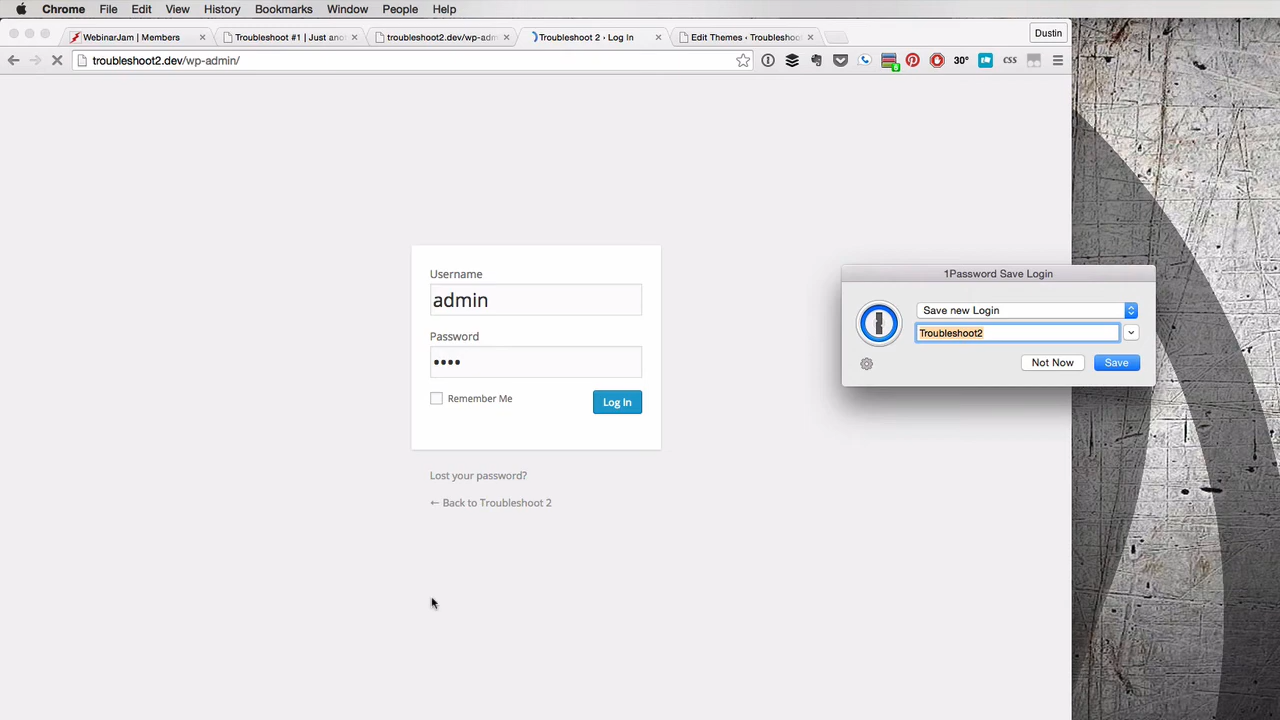 Chrome File Edit View History Bookmarks Window People Help
WebinarJam | Members
Troubleshoot #1 | Just ano
troubleshoot2.dev/wp-adm
Troubleshoot 2 › Log In
Edit Themes ‹ Troubleshoo
Dustin
troubleshoot2.dev/wp-admin/
30°
CSS
Username
admin
Password
••••
Remember Me
Log In
Lost your password?
← Back to Troubleshoot 2
1Password Save Login
Save new Login
Troubleshoot2
Not Now
Save